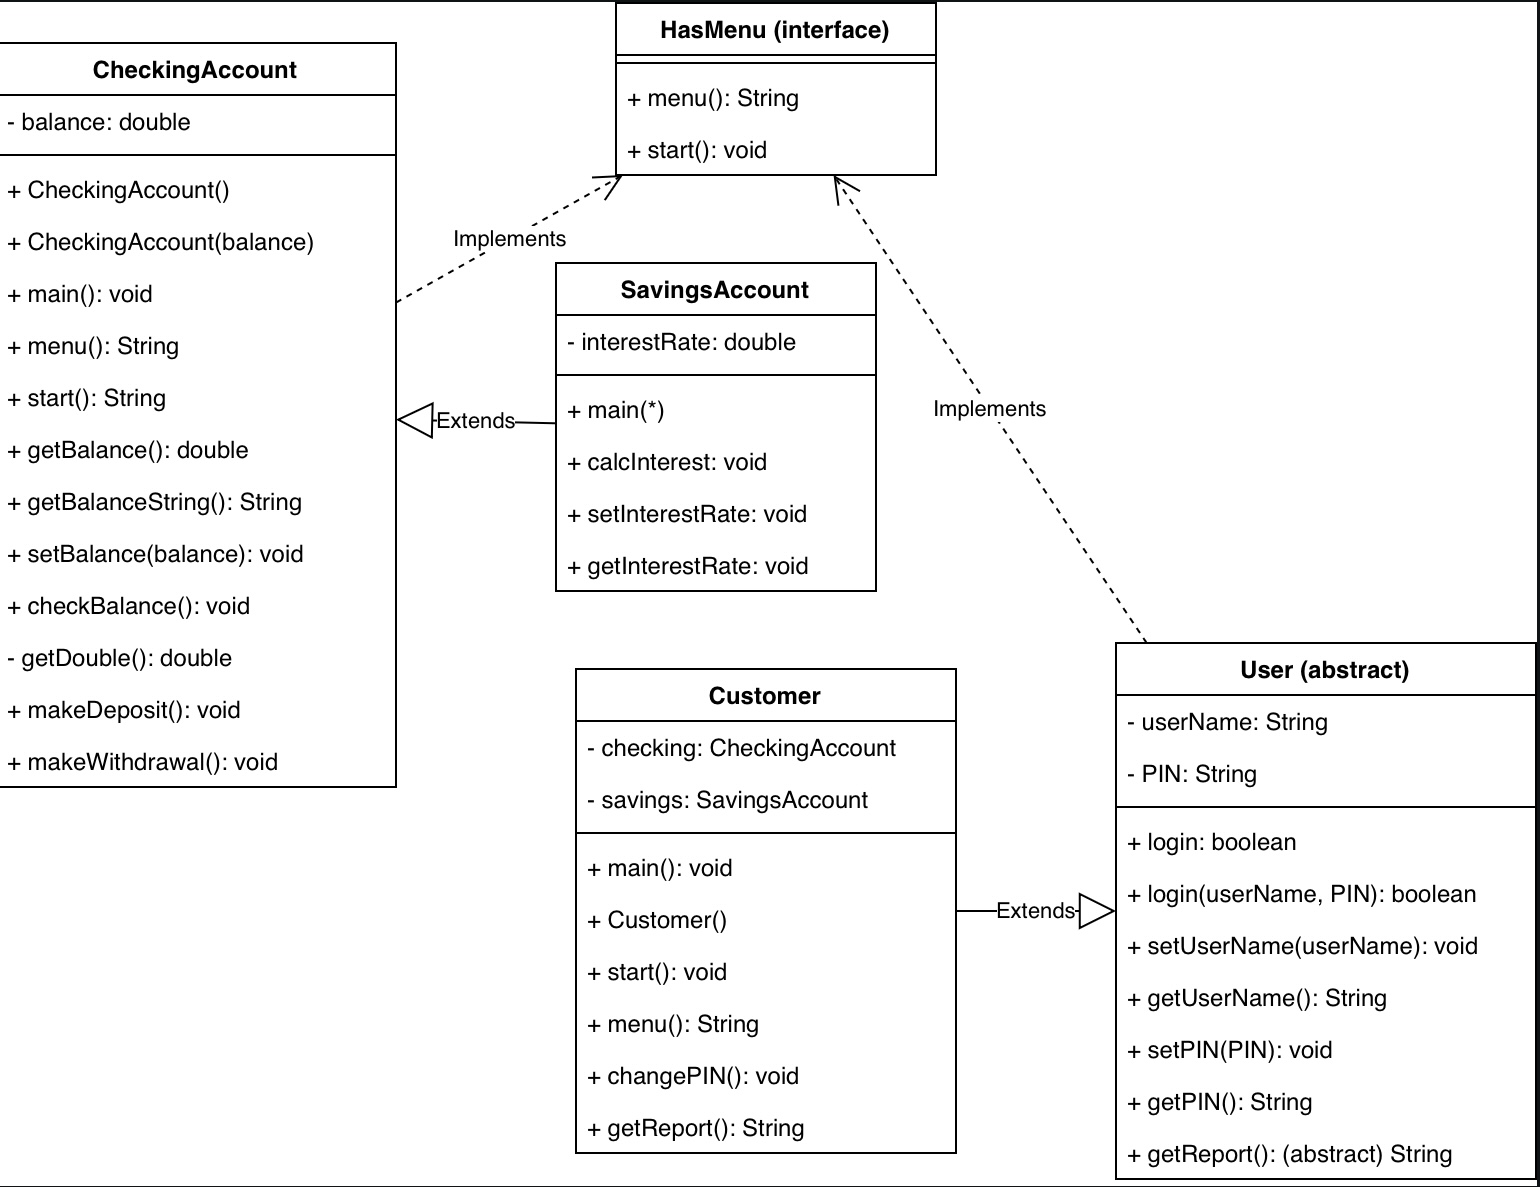 HasMenu (interface)
+ menu(): String
+ start(): void
CheckingAccount
- balance: double
+ CheckingAccount()
+ CheckingAccount(balance)
+ main(): void
+ menu(): String
+ start(): String
+ getBalance(): double
+ getBalanceString(): String
+ setBalance(balance): void
+ checkBalance(): void
- getDouble(): double
+ makeDeposit(): void
+ makeWithdrawal(): void
Implements
SavingsAccount
- interestRate: double
+ main(*)
+ calcInterest: void
+ setInterestRate: void
+ getInterestRate: void
Extends
Implements
Customer
- checking: CheckingAccount
- savings: SavingsAccount
+ main(): void
+ Customer()
+ start(): void
+ menu(): String
+ changePIN(): void
+ getReport(): String
Extends
User (abstract)
- userName: String
- PIN: String
+ login: boolean
+ login(userName, PIN): boolean
+ setUserName(userName): void
+ getUserName(): String
+ setPIN(PIN): void
+ getPIN(): String
+ getReport(): (abstract) String